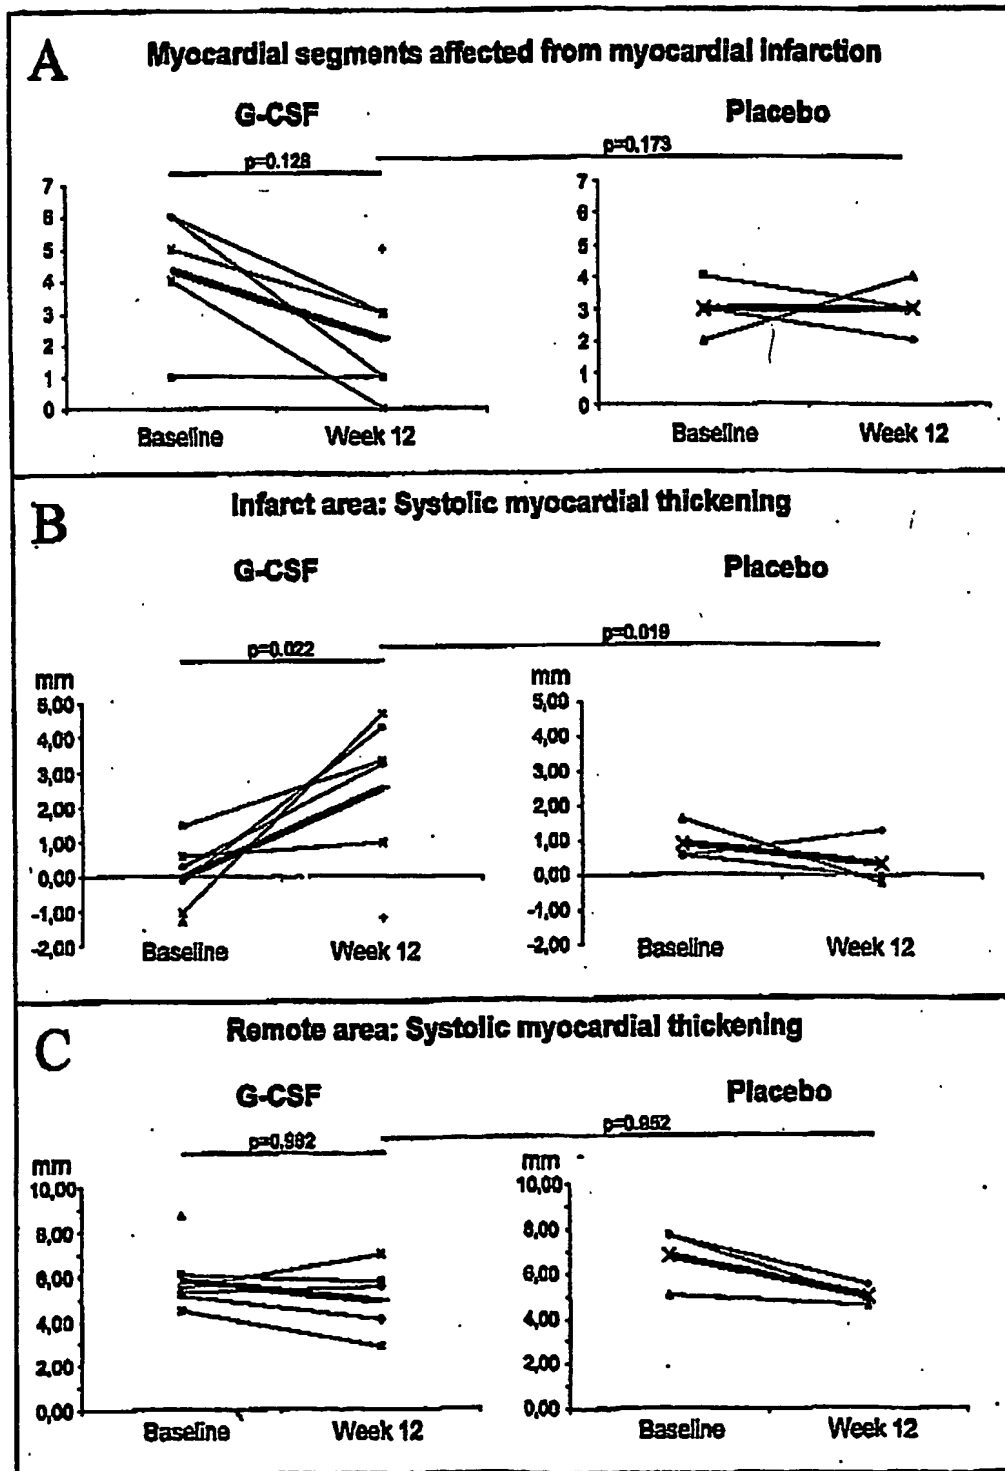 A
Myocardial segments affected from myocardial infarction
G-CSF
Placebo
p=0.128
p=0.173
7
6
5
4
3
2
1
0
Baseline
Week 12
7
6
5
4
3
2
1
0
Baseline
Week 12
B
Infarct area: Systolic myocardial thickening
G-CSF
Placebo
p=0.022
p=0.019
mm
5,00
4,00
3,00
2,00
1,00
0,00
-1,00
-2,00
Baseline
Week 12
mm
5,00
4,00
3,00
2,00
1,00
0,00
-1,00
-2,00
Baseline
Week 12
C
Remote area: Systolic myocardial thickening
G-CSF
Placebo
p=0.952
mm
10,00
8,00
6,00
4,00
2,00
0,00
Baseline
Week 12
mm
10,00
8,00
6,00
4,00
2,00
0,00
Baseline
Week 12